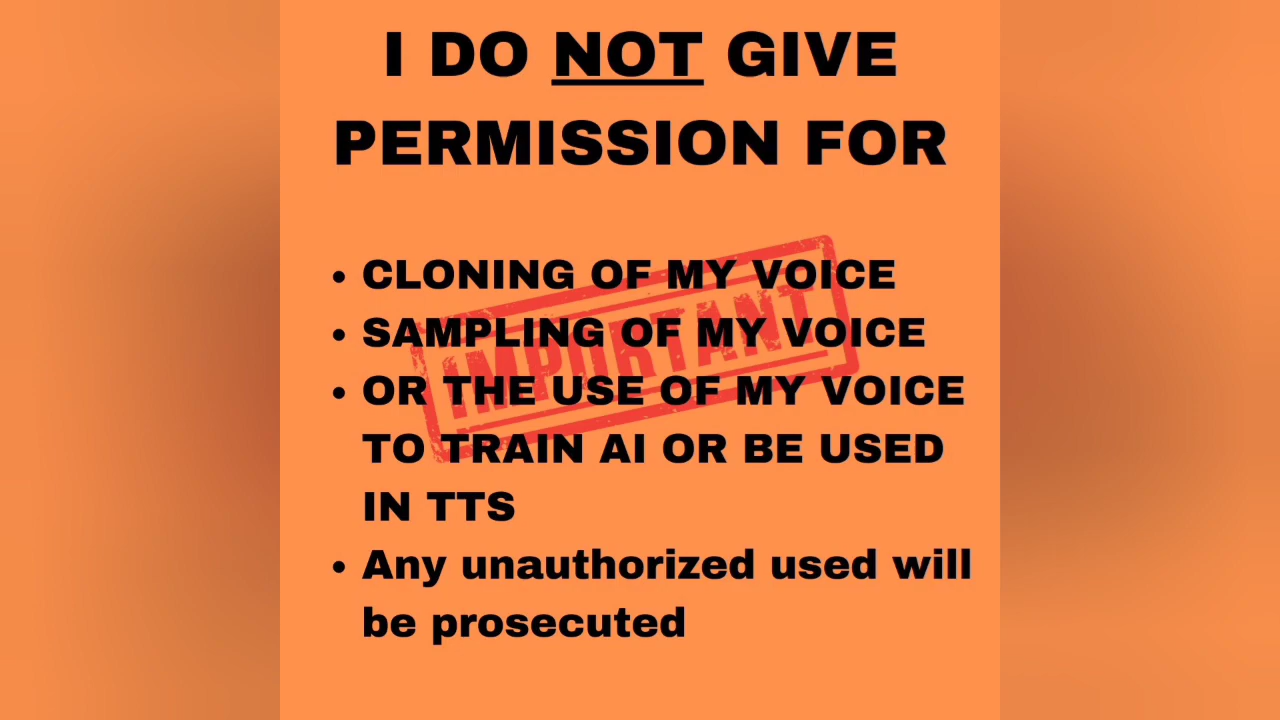 I DO NOT GIVE
PERMISSION FOR
• CLONING OF MY VOICE
• SAMPLING OF MY VOICE
• OR THE USE OF MY VOICE
TO TRAIN AI OR BE USED
IN TTS
• Any unauthorized used will
be prosecuted
IMPORTANT